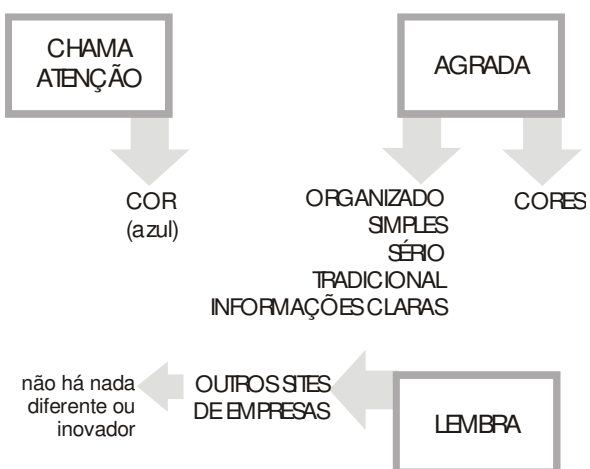 CHAMA
ATENÇÃO
AGRADA
COR
(azul)
ORGANIZADO
SIMPLES
SÉRIO
TRADICIONAL
INFORMAÇÕES CLARAS
CORES
não há nada
diferente ou
inovador
OUTROS SITES
DE EMPRESAS
LEMBRA